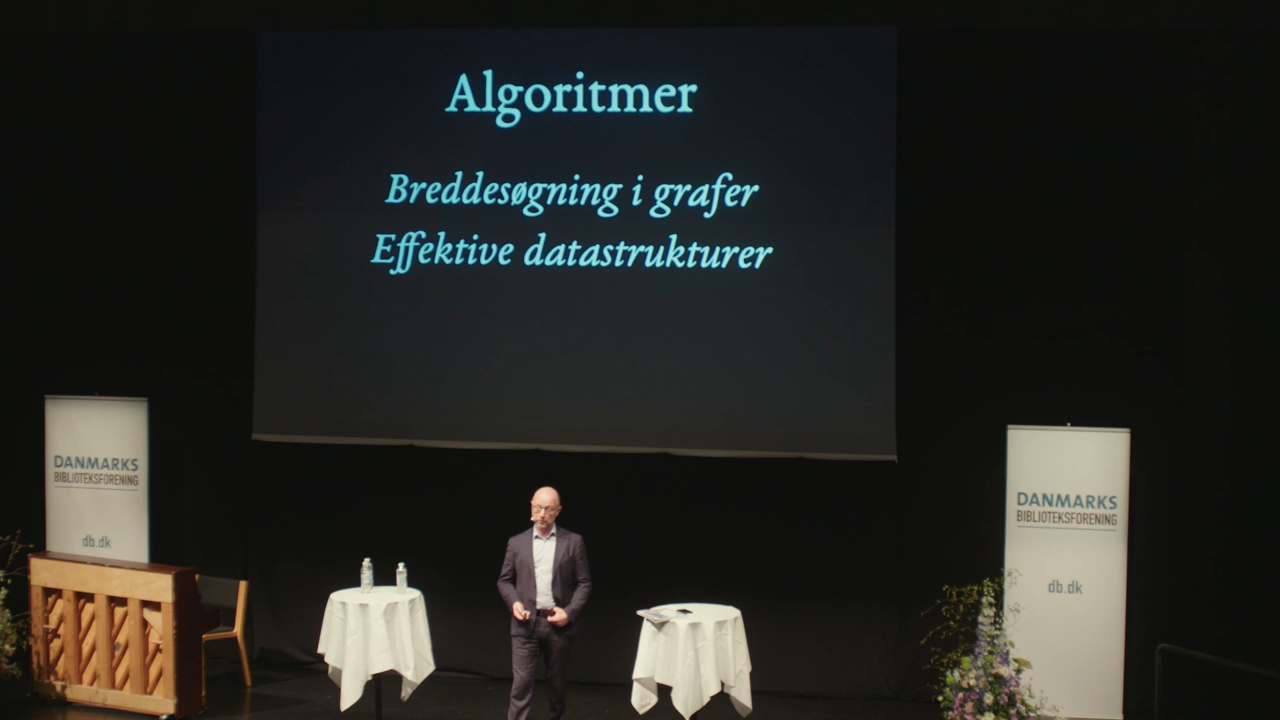 Algoritmer
Breddesøgning i grafer
Effektive datastrukturer
DANMARKS
BIBLIOTEKSFORENING
db.dk
DANMARKS
BIBLIOTEKSFORENING
db.dk